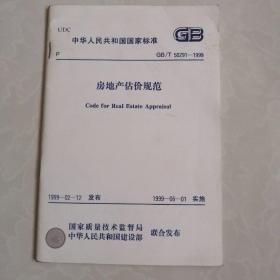 UDC
中华人民共和国国家标准 GB
P GB/T 50291-1999
房地产估价规范
Code for Real Estate Appraisal
1999-02-12 发布 1999-06-01 实施
国家质量技术监督局
中华人民共和国建设部 联合发布